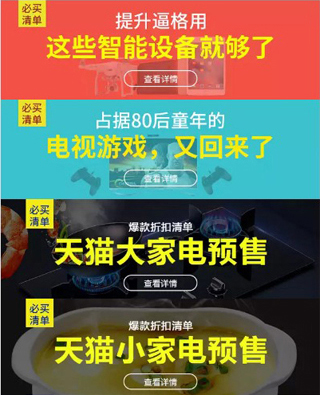 必买
清单
提升逼格用
这些智能设备就够了
查看详情
必买
清单
占据80后童年的
电视游戏，又回来了
查看详情
必买
清单
爆款折扣清单
天猫大家电预售
查看详情
必买
清单
爆款折扣清单
天猫小家电预售
查看详情